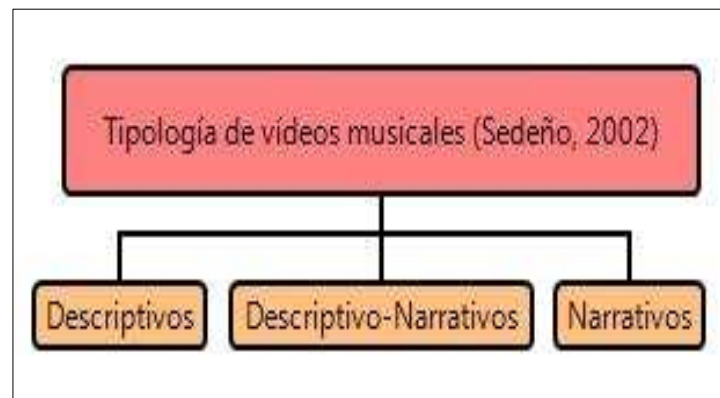 Tipología de vídeos musicales (Sedeño, 2002)
Descriptivos
Descriptivo-Narrativos
Narrativos